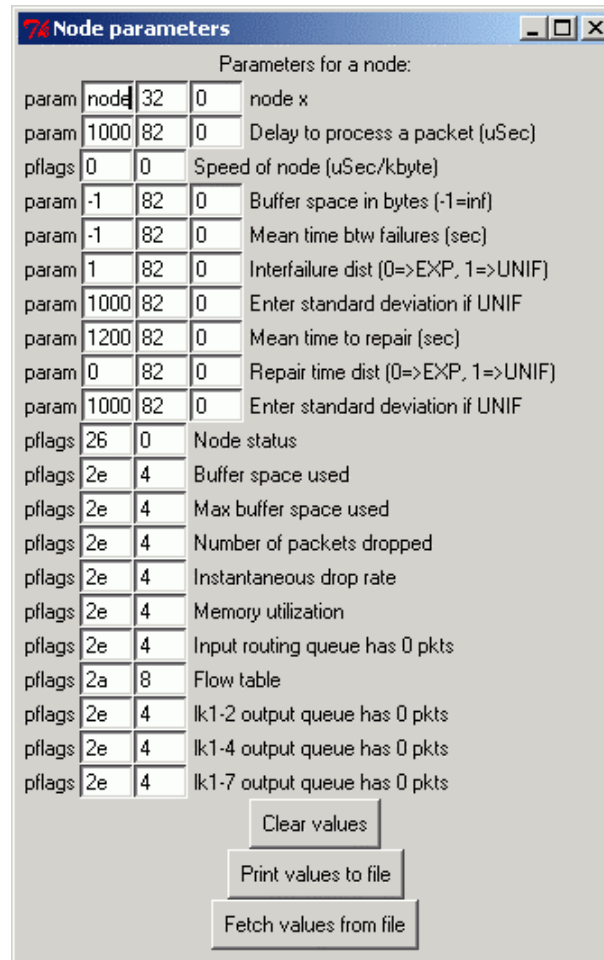 Node parameters
Parameters for a node:
param node 32 0 node x
param 1000 82 0 Delay to process a packet (uSec)
pflags 0 0 Speed of node (uSec/kbyte)
param -1 82 0 Buffer space in bytes (-1=inf)
param -1 82 0 Mean time btw failures (sec)
param 1 82 0 Interfailure dist (0=>EXP, 1=>UNIF)
param 1000 82 0 Enter standard deviation if UNIF
param 1200 82 0 Mean time to repair (sec)
param 0 82 0 Repair time dist (0=>EXP, 1=>UNIF)
param 1000 82 0 Enter standard deviation if UNIF
pflags 26 0 Node status
pflags 2e 4 Buffer space used
pflags 2e 4 Max buffer space used
pflags 2e 4 Number of packets dropped
pflags 2e 4 Instantaneous drop rate
pflags 2e 4 Memory utilization
pflags 2e 4 Input routing queue has 0 pkts
pflags 2a 8 Flow table
pflags 2e 4 lk1-2 output queue has 0 pkts
pflags 2e 4 lk1-4 output queue has 0 pkts
pflags 2e 4 lk1-7 output queue has 0 pkts
Clear values
Print values to file
Fetch values from file